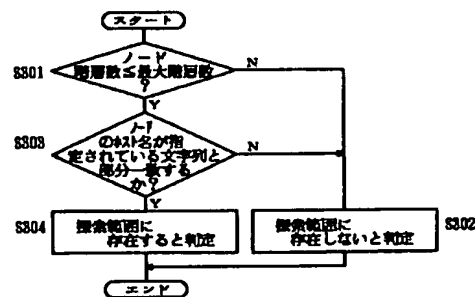 スタート
ノード
階層数≦最大階層数
?
S301
N
Y
ノード
のホスト名が指
定されている文字列と
部分一致する
か?
S303
N
Y
S304
探索範囲に
存在すると判定
探索範囲に
存在しないと判定
S302
エンド